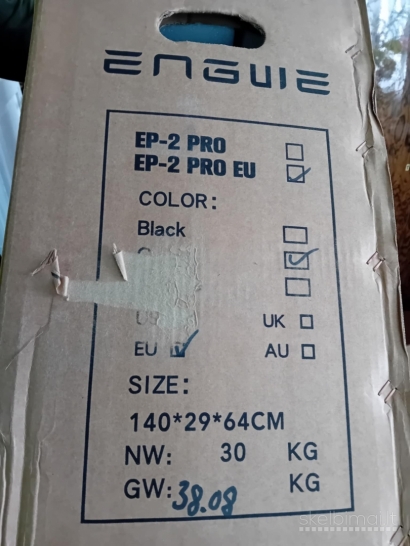 ENGWE
EP-2 PRO
EP-2 PRO EU
COLOR:
Black
UK
EU AU
SIZE:
140*29*64CM
NW: 30 KG
GW: 38.08 KG